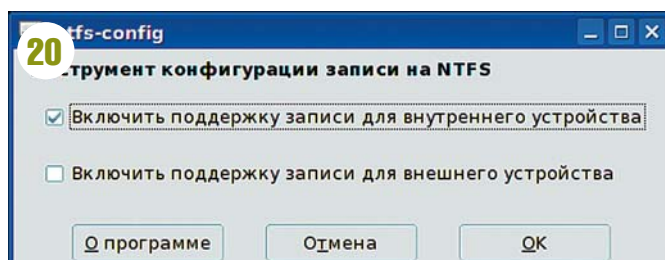 20
tfs-config
струмент конфигурации записи на NTFS
Включить поддержку записи для внутреннего устройства
Включить поддержку записи для внешнего устройства
О программе
Отмена
OK